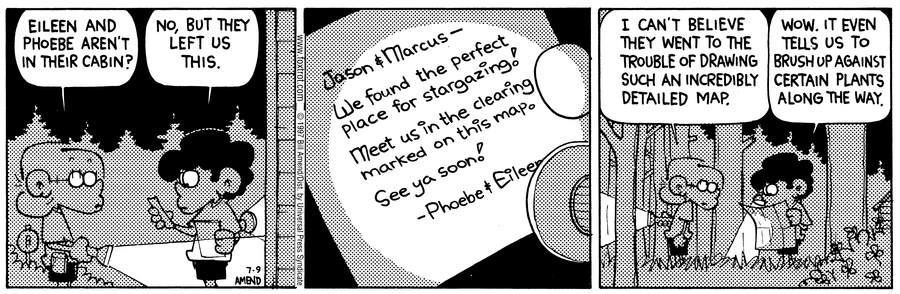 EILEEN AND
PHOEBE AREN'T
IN THEIR CABIN?
NO, BUT THEY
LEFT US
THIS.
7-9
AMEND
www.foxtrot.com — © 1997 Bill Amend/Dist. by Universal Press Syndicate
Jason & Marcus—
We found the perfect
place for stargazing!
Meet us in the clearing
marked on this map.
See ya soon!
-Phoebe & Eileen
I CAN'T BELIEVE
THEY WENT TO THE
TROUBLE OF DRAWING
SUCH AN INCREDIBLY
DETAILED MAP.
WOW. IT EVEN
TELLS US TO
BRUSH UP AGAINST
CERTAIN PLANTS
ALONG THE WAY.